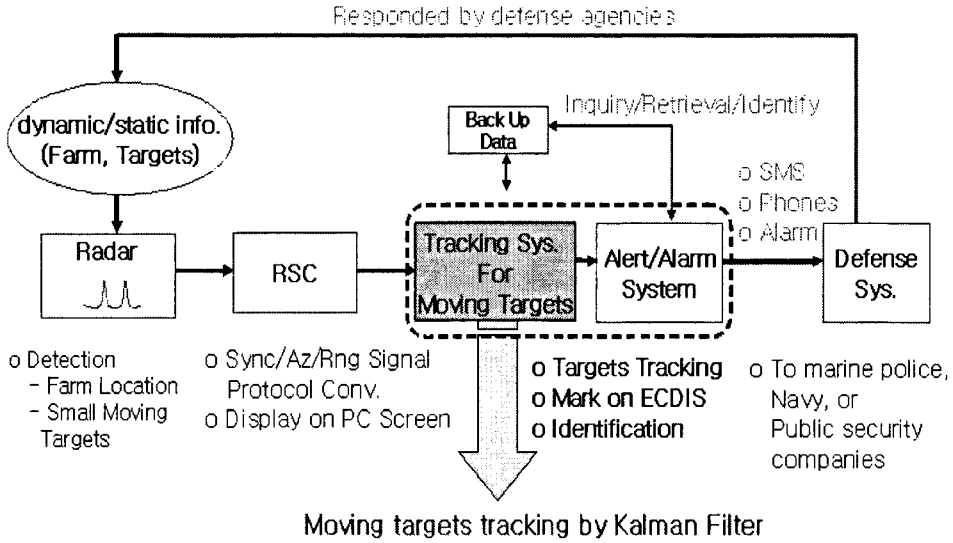 Responded by defense agencies
dynamic/static info.
(Farm, Targets)
Back Up
Data
Inquiry/Retrieval/Identify
o SMS
o Phones
o Alarm
Radar
RSC
Tracking Sys.
For
Moving Targets
Alert/Alarm
System
Defense
Sys.
o Detection
- Farm Location
- Small Moving
Targets
o Sync/Az/Rng Signal
Protocol Conv.
o Display on PC Screen
o Targets Tracking
o Mark on ECDIS
o Identification
o To marine police,
Navy, or
Public security
companies
Moving targets tracking by Kalman Filter